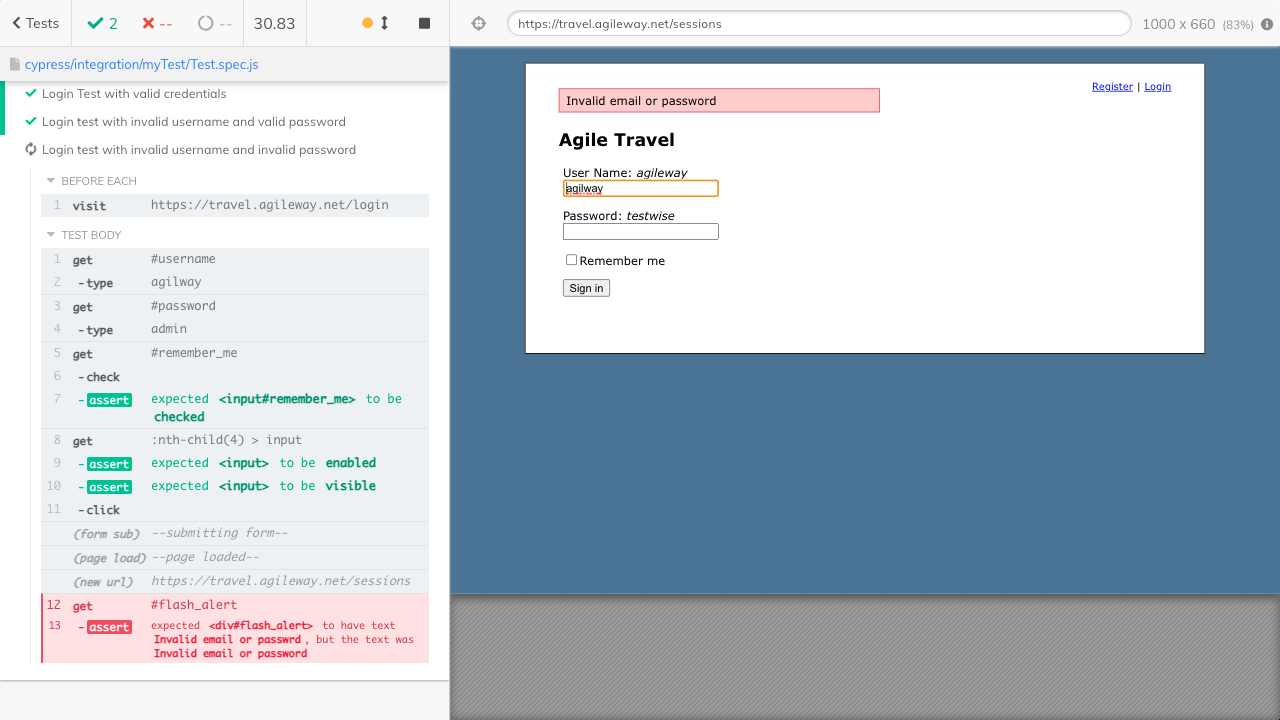 Tests 2 -- -- 30.83
cypress/integration/myTest/Test.spec.js
Login Test with valid credentials
Login test with invalid username and valid password
Login test with invalid username and invalid password
BEFORE EACH
1 visit https://travel.agileway.net/login
TEST BODY
1 get #username
2 -type agilway
3 get #password
4 -type admin
5 get #remember_me
6 -check
7 -assert expected <input#remember_me> to be
checked
8 get :nth-child(4) > input
9 -assert expected <input> to be enabled
10 -assert expected <input> to be visible
11 -click
(form sub) --submitting form--
(page load) --page loaded--
(new url) https://travel.agileway.net/sessions
12 get #flash_alert
13 -assert expected <div#flash_alert> to have text
Invalid email or passwrd, but the text was
Invalid email or password
https://travel.agileway.net/sessions
1000 x 660 (83%)
Register | Login
Invalid email or password
Agile Travel
User Name: agileway
agilway
Password: testwise
Remember me
Sign in